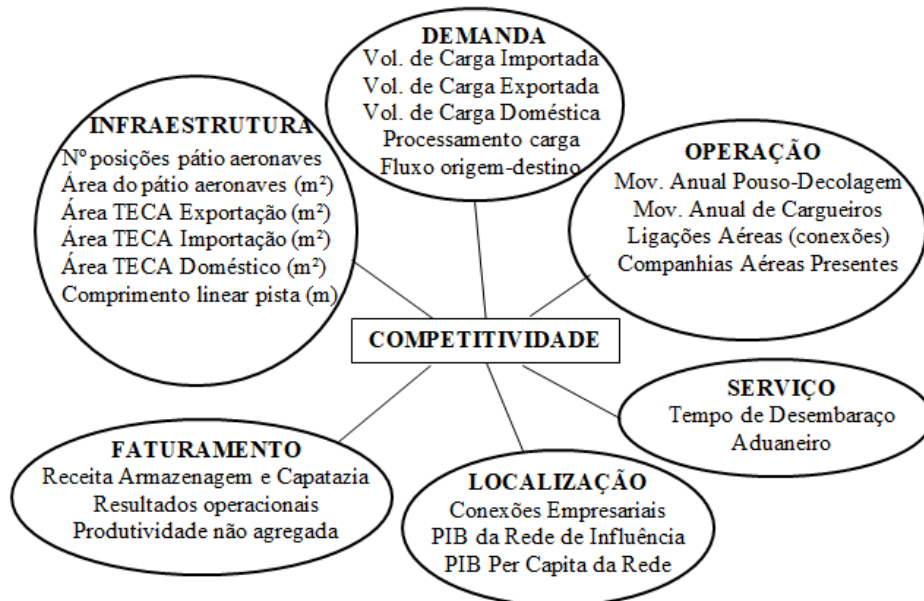 DEMANDA
Vol. de Carga Importada
Vol. de Carga Exportada
Vol. de Carga Doméstica
Processamento carga
Fluxo origem-destino
INFRAESTRUTURA
Nº posições pátio aeronaves
Área do pátio aeronaves (m²)
Área TECA Exportação (m²)
Área TECA Importação (m²)
Área TECA Doméstico (m²)
Comprimento linear pista (m)
OPERAÇÃO
Mov. Anual Pouso-Decolagem
Mov. Anual de Cargueiros
Ligações Aéreas (conexões)
Companhias Aéreas Presentes
COMPETITIVIDADE
SERVIÇO
Tempo de Desembaraço
Aduaneiro
FATURAMENTO
Receita Armazenagem e Capatazia
Resultados operacionais
Produtividade não agregada
LOCALIZAÇÃO
Conexões Empresariais
PIB da Rede de Influência
PIB Per Capita da Rede